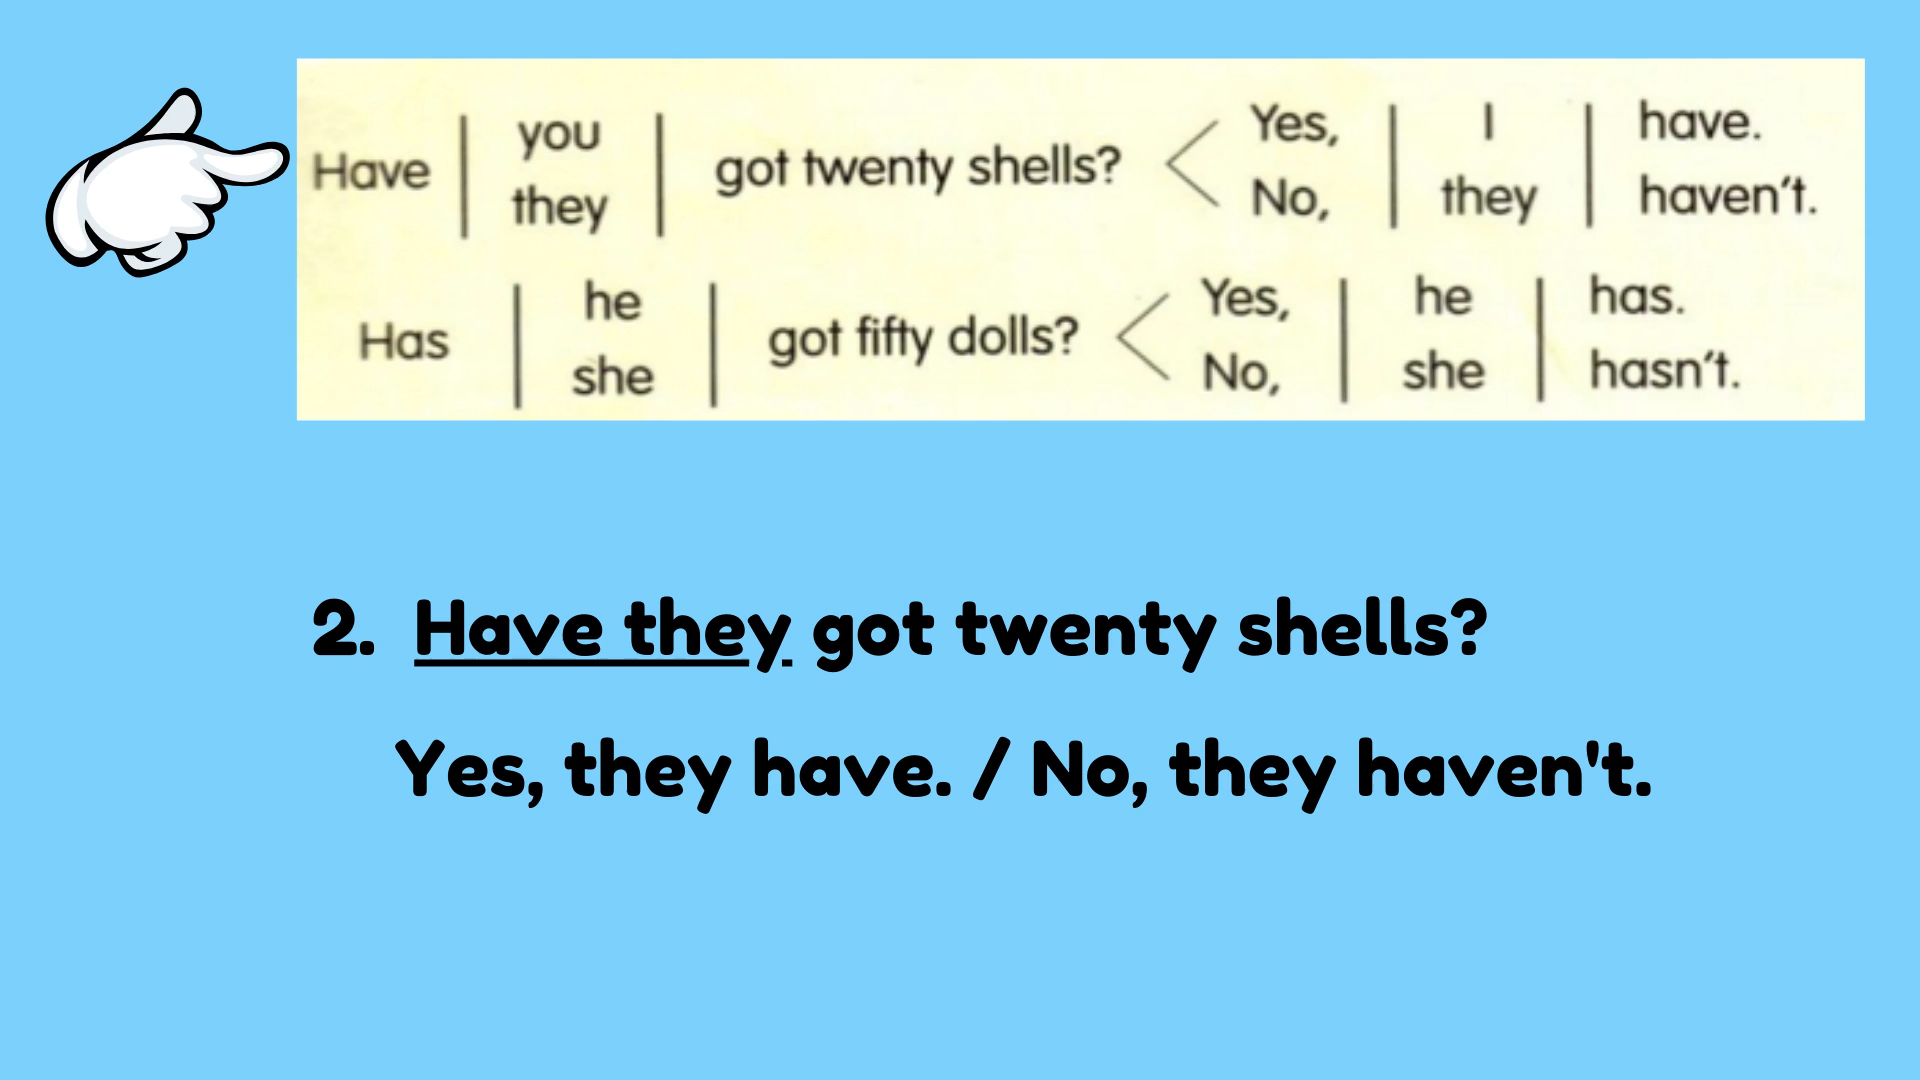 you Yes, I have.
Have got twenty shells?
they No, they haven't.
he Yes, he has.
Has got fifty dolls?
she No, she hasn't.
2. Have they got twenty shells?
Yes, they have. / No, they haven't.